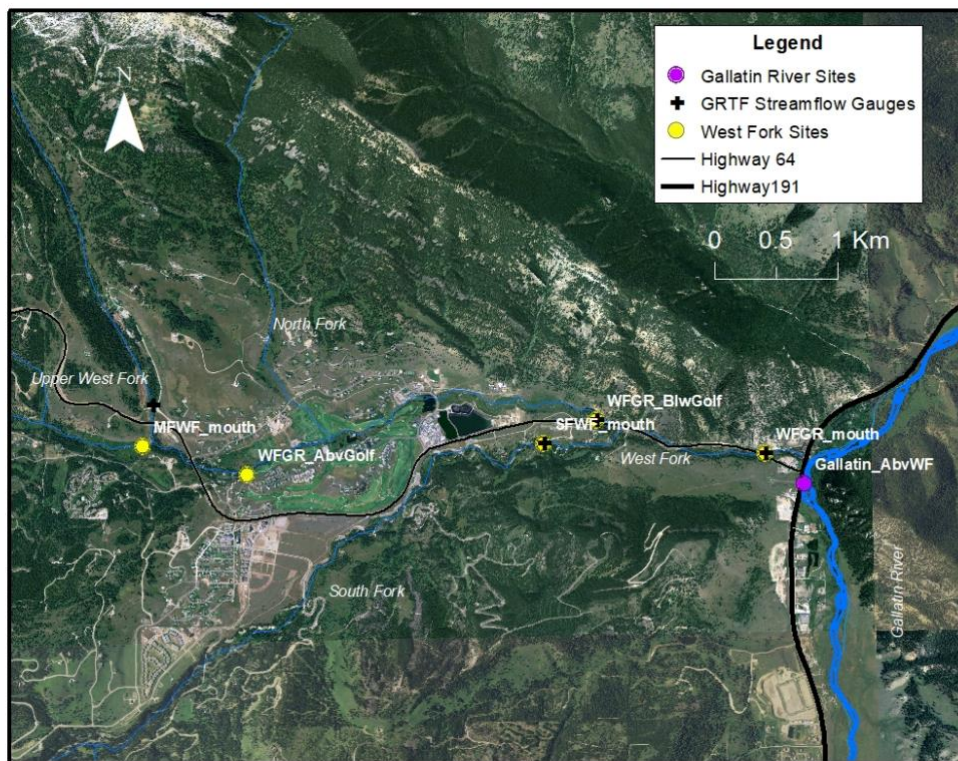 Legend
Gallatin River Sites
GRTF Streamflow Gauges
West Fork Sites
Highway 64
Highway191
N
0 0.5 1 Km
North Fork
Upper West Fork
MFWF_mouth
WFGR_AbvGolf
WFGR_BlwGolf
SFWF_mouth
West Fork
WFGR_mouth
Gallatin_AbvWF
South Fork
Gallatin River